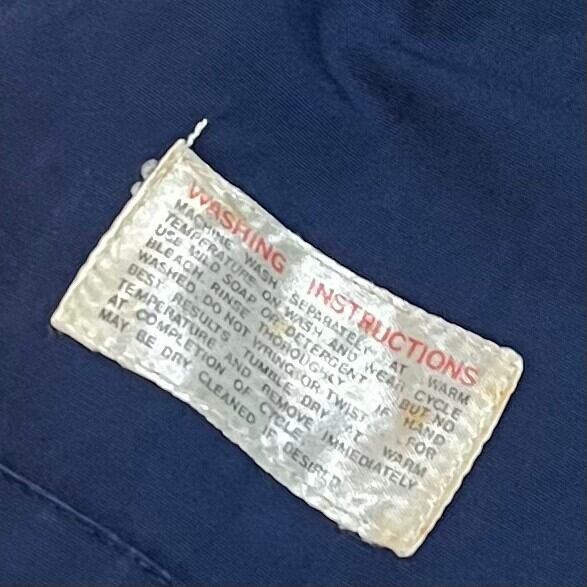 WASHING INSTRUCTIONS
MACHINE WASH SEPARATELY AT WARM
TEMPERATURE ON WASH AND WEAR CYCLE
USE MILD SOAP OR DETERGENT BUT NO
BLEACH. RINSE THOROUGHLY. IF HAND
WASHED, DO NOT WRING OR TWIST. FOR
BEST RESULTS TUMBLE DRY AT WARM
TEMPERATURE AND REMOVE IMMEDIATELY
AT COMPLETION OF CYCLE.
MAY BE DRY CLEANED IF DESIRED.